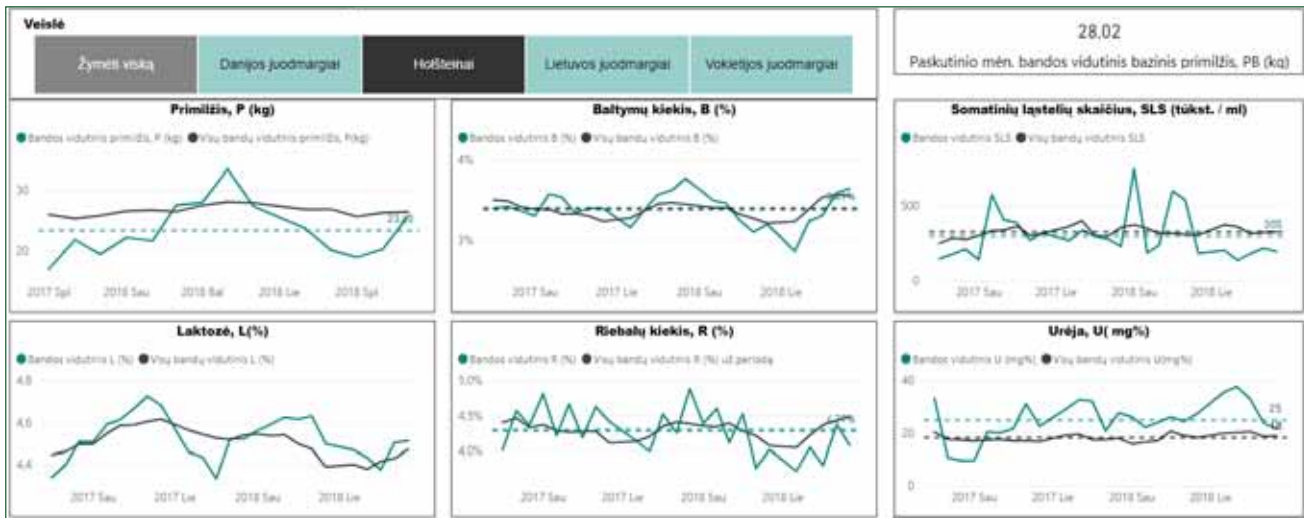 Veislė
Žymėti viską
Danijos juodmargiai
Holšteinai
Lietuvos juodmargiai
Vokietijos juodmargiai
28.02
Paskutinio mėn. bandos vidutinis bazinis primilžis, PB (kg)
Primilžis, P (kg)
Bandos vidutinis primilžis, P (kg) Visų bandų vidutinis primilžis, P(kg)
30
20
2017 Spl 2018 Sau 2018 Bal 2018 Lie 2018 Spl
Baltymų kiekis, B (%)
Bandos vidutinis B (%) Visų bandų vidutinis B (%)
4%
3%
2017 Sau 2017 Lie 2018 Sau 2018 Lie
Somatinių ląstelių skaičius, SLS (tūkst. / ml)
Bandos vidutinis SLS Visų bandų vidutinis SLS
500
0
2017 Sau 2017 Lie 2018 Sau 2018 Lie
Laktozė, L(%)
Bandos vidutinis L (%) Visų bandų vidutinis L (%)
4,8
4,6
4,4
2017 Sau 2017 Lie 2018 Sau 2018 Lie
Riebalų kiekis, R (%)
Bandos vidutinis R (%) Visų bandų vidutinis R (%) už periodą
5,0%
4,5%
4,0%
2017 Sau 2017 Lie 2018 Sau 2018 Lie
Urėja, U( mg%)
Bandos vidutinis U (mg%) Visų bandų vidutinis U(mg%)
40
25
20
0
2017 Sau 2017 Lie 2018 Sau 2018 Lie